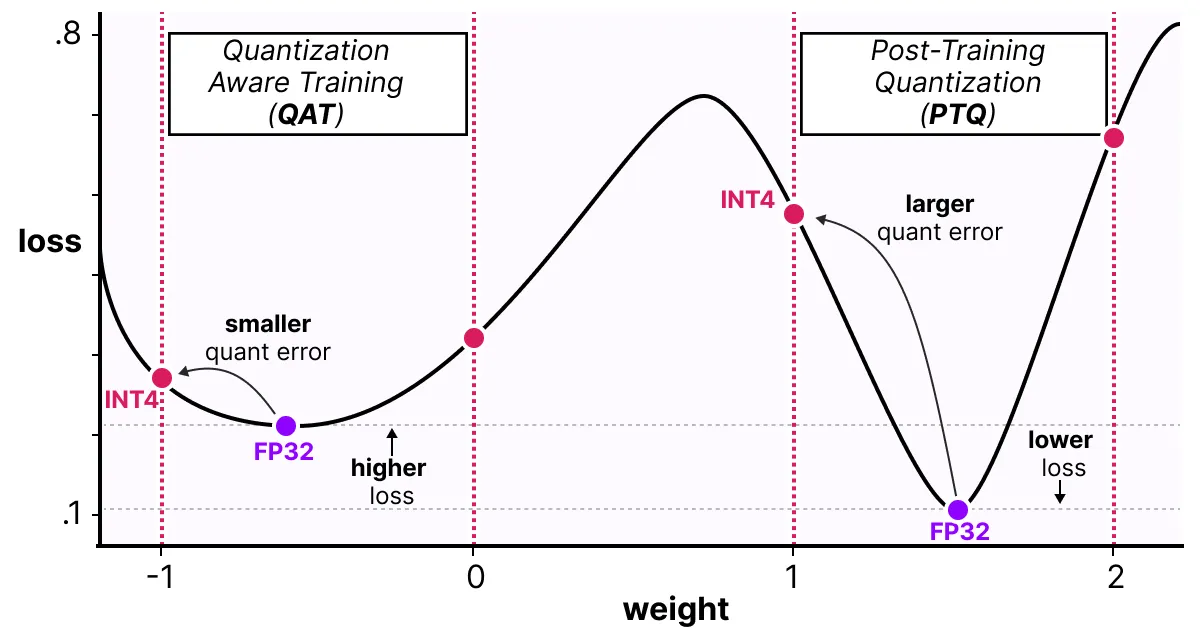 .8
Quantization
Aware Training
(QAT)
Post-Training
Quantization
(PTQ)
INT4
larger
quant error
loss
smaller
quant error
INT4
FP32
higher
loss
lower
loss
.1
FP32
-1
0
1
2
weight